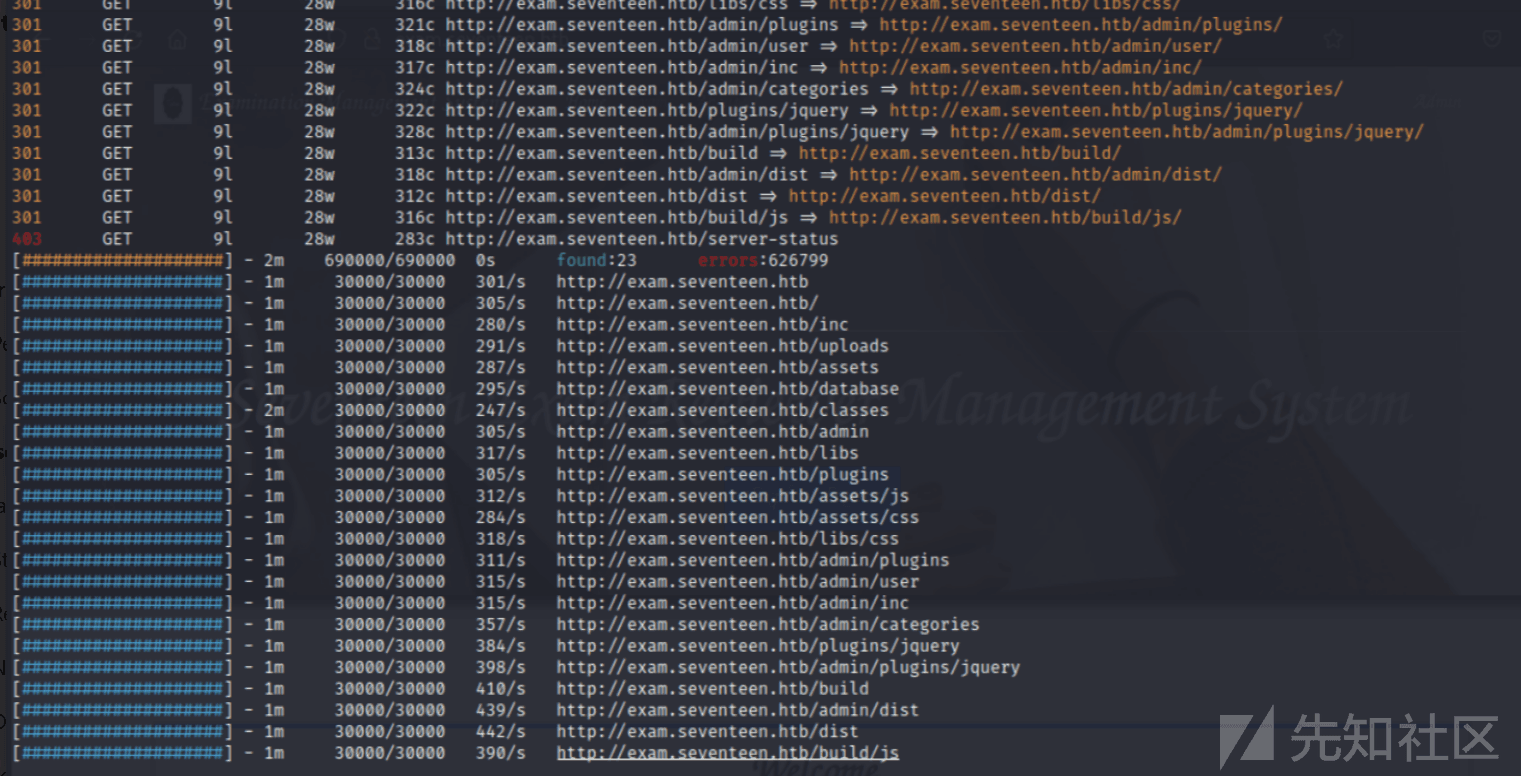 301 GET 9l 28w 316c http://exam.seventeen.htb/libs/css => http://exam.seventeen.htb/libs/css/
301 GET 9l 28w 321c http://exam.seventeen.htb/admin/plugins => http://exam.seventeen.htb/admin/plugins/
301 GET 9l 28w 318c http://exam.seventeen.htb/admin/user => http://exam.seventeen.htb/admin/user/
301 GET 9l 28w 317c http://exam.seventeen.htb/admin/inc => http://exam.seventeen.htb/admin/inc/
301 GET 9l 28w 324c http://exam.seventeen.htb/admin/categories => http://exam.seventeen.htb/admin/categories/
301 GET 9l 28w 322c http://exam.seventeen.htb/plugins/jquery => http://exam.seventeen.htb/plugins/jquery/
301 GET 9l 28w 328c http://exam.seventeen.htb/admin/plugins/jquery => http://exam.seventeen.htb/admin/plugins/jquery/
301 GET 9l 28w 313c http://exam.seventeen.htb/build => http://exam.seventeen.htb/build/
301 GET 9l 28w 318c http://exam.seventeen.htb/admin/dist => http://exam.seventeen.htb/admin/dist/
301 GET 9l 28w 312c http://exam.seventeen.htb/dist => http://exam.seventeen.htb/dist/
301 GET 9l 28w 316c http://exam.seventeen.htb/build/js => http://exam.seventeen.htb/build/js/
403 GET 9l 28w 283c http://exam.seventeen.htb/server-status
[####################] - 2m 690000/690000 0s found:23 errors:626799
[####################] - 1m 30000/30000 301/s http://exam.seventeen.htb
[####################] - 1m 30000/30000 305/s http://exam.seventeen.htb/
[####################] - 1m 30000/30000 280/s http://exam.seventeen.htb/inc
[####################] - 1m 30000/30000 291/s http://exam.seventeen.htb/uploads
[####################] - 1m 30000/30000 287/s http://exam.seventeen.htb/assets
[####################] - 1m 30000/30000 295/s http://exam.seventeen.htb/database
[####################] - 2m 30000/30000 247/s http://exam.seventeen.htb/classes
[####################] - 1m 30000/30000 305/s http://exam.seventeen.htb/admin
[####################] - 1m 30000/30000 317/s http://exam.seventeen.htb/libs
[####################] - 1m 30000/30000 305/s http://exam.seventeen.htb/plugins
[####################] - 1m 30000/30000 312/s http://exam.seventeen.htb/assets/js
[####################] - 1m 30000/30000 284/s http://exam.seventeen.htb/assets/css
[####################] - 1m 30000/30000 318/s http://exam.seventeen.htb/libs/css
[####################] - 1m 30000/30000 311/s http://exam.seventeen.htb/admin/plugins
[####################] - 1m 30000/30000 315/s http://exam.seventeen.htb/admin/user
[####################] - 1m 30000/30000 315/s http://exam.seventeen.htb/admin/inc
[####################] - 1m 30000/30000 357/s http://exam.seventeen.htb/admin/categories
[####################] - 1m 30000/30000 384/s http://exam.seventeen.htb/plugins/jquery
[####################] - 1m 30000/30000 398/s http://exam.seventeen.htb/admin/plugins/jquery
[####################] - 1m 30000/30000 410/s http://exam.seventeen.htb/build
[####################] - 1m 30000/30000 439/s http://exam.seventeen.htb/admin/dist
[####################] - 1m 30000/30000 442/s http://exam.seventeen.htb/dist
[####################] - 1m 30000/30000 390/s http://exam.seventeen.htb/build/js
Management System
Welcome
先知社区